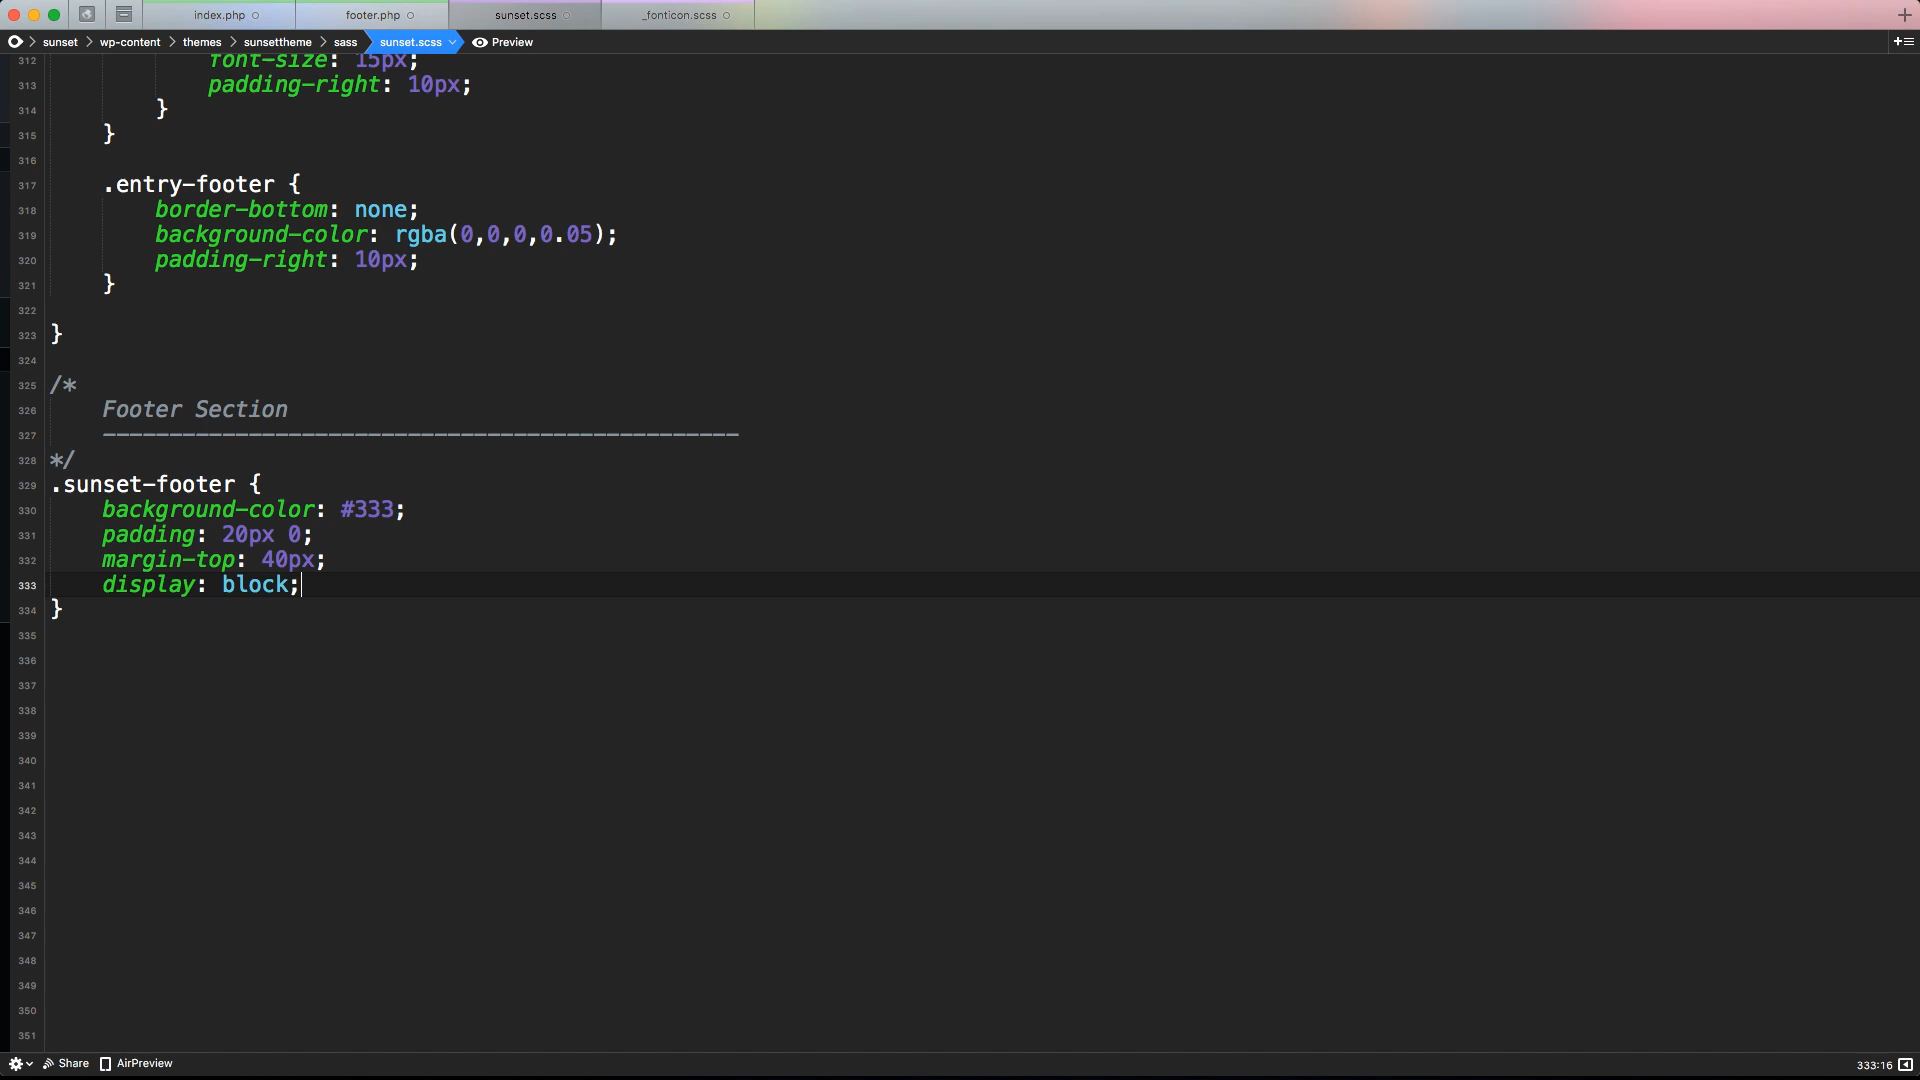 index.php footer.php sunset.scss _fonticon.scss
sunset wp-content themes sunsettheme sass sunset.scss Preview
312 font-size: 15px;
313 padding-right: 10px;
314 }
315 }
316
317 .entry-footer {
318 border-bottom: none;
319 background-color: rgba(0,0,0,0.05);
320 padding-right: 10px;
321 }
322
323 }
324
325 /*
326 Footer Section
327 ------------------------------------------------
328 */
329 .sunset-footer {
330 background-color: #333;
331 padding: 20px 0;
332 margin-top: 40px;
333 display: block;
334 }
335
336
337
338
339
340
341
342
343
344
345
346
347
348
349
350
351
Share AirPreview 333:16